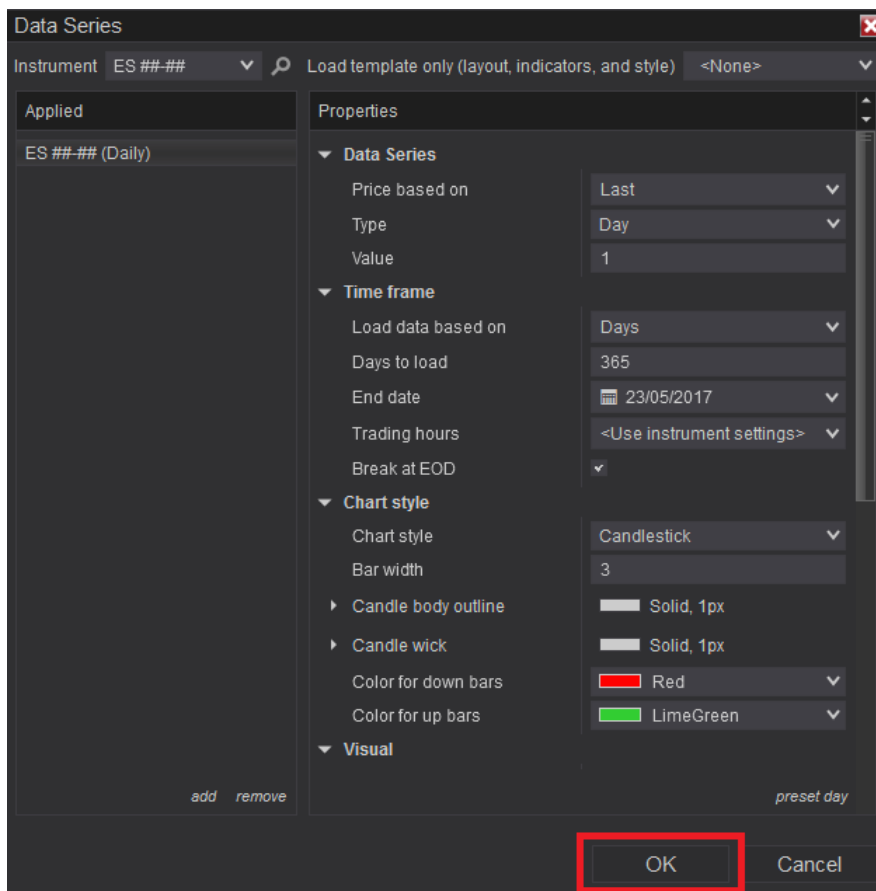 Data Series
Instrument ES ##-## Load template only (layout, indicators, and style) <None>
Applied
ES ##-## (Daily)
add remove
Properties
Data Series
Price based on Last
Type Day
Value 1
Time frame
Load data based on Days
Days to load 365
End date 23/05/2017
Trading hours <Use instrument settings>
Break at EOD
Chart style
Chart style Candlestick
Bar width 3
Candle body outline Solid, 1px
Candle wick Solid, 1px
Color for down bars Red
Color for up bars LimeGreen
Visual
preset day
OK Cancel